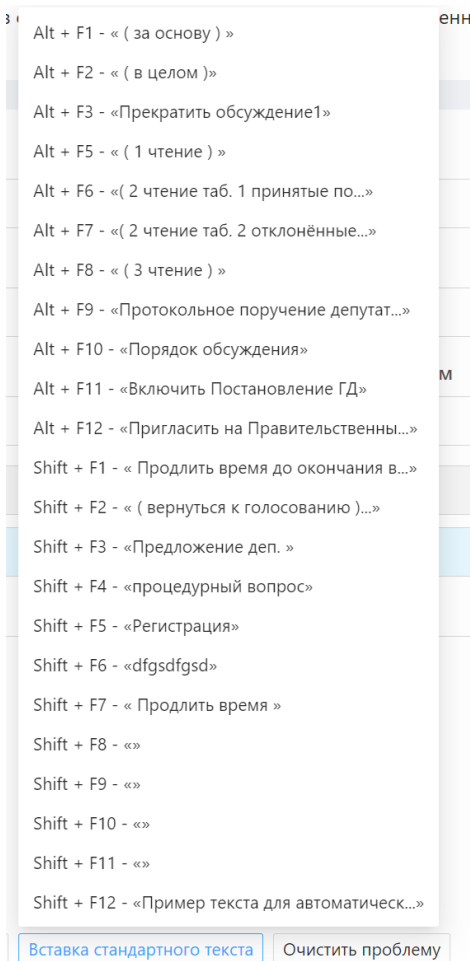 енн
Alt + F1 - « ( за основу ) »
Alt + F2 - « ( в целом )»
Alt + F3 - «Прекратить обсуждение1»
Alt + F5 - « ( 1 чтение ) »
Alt + F6 - «( 2 чтение таб. 1 принятые по...»
Alt + F7 - «( 2 чтение таб. 2 отклонённые...»
Alt + F8 - « ( 3 чтение ) »
Alt + F9 - «Протокольное поручение депутат...»
Alt + F10 - «Порядок обсуждения»
м
Alt + F11 - «Включить Постановление ГД»
Alt + F12 - «Пригласить на Правительственны...»
Shift + F1 - « Продлить время до окончания в...»
Shift + F2 - « ( вернуться к голосованию )...»
Shift + F3 - «Предложение деп. »
Shift + F4 - «процедурный вопрос»
Shift + F5 - «Регистрация»
Shift + F6 - «dfgsdfgsd»
Shift + F7 - « Продлить время »
Shift + F8 - «»
Shift + F9 - «»
Shift + F10 - «»
Shift + F11 - «»
Shift + F12 - «Пример текста для автоматическ...»
Вставка стандартного текста Очистить проблему